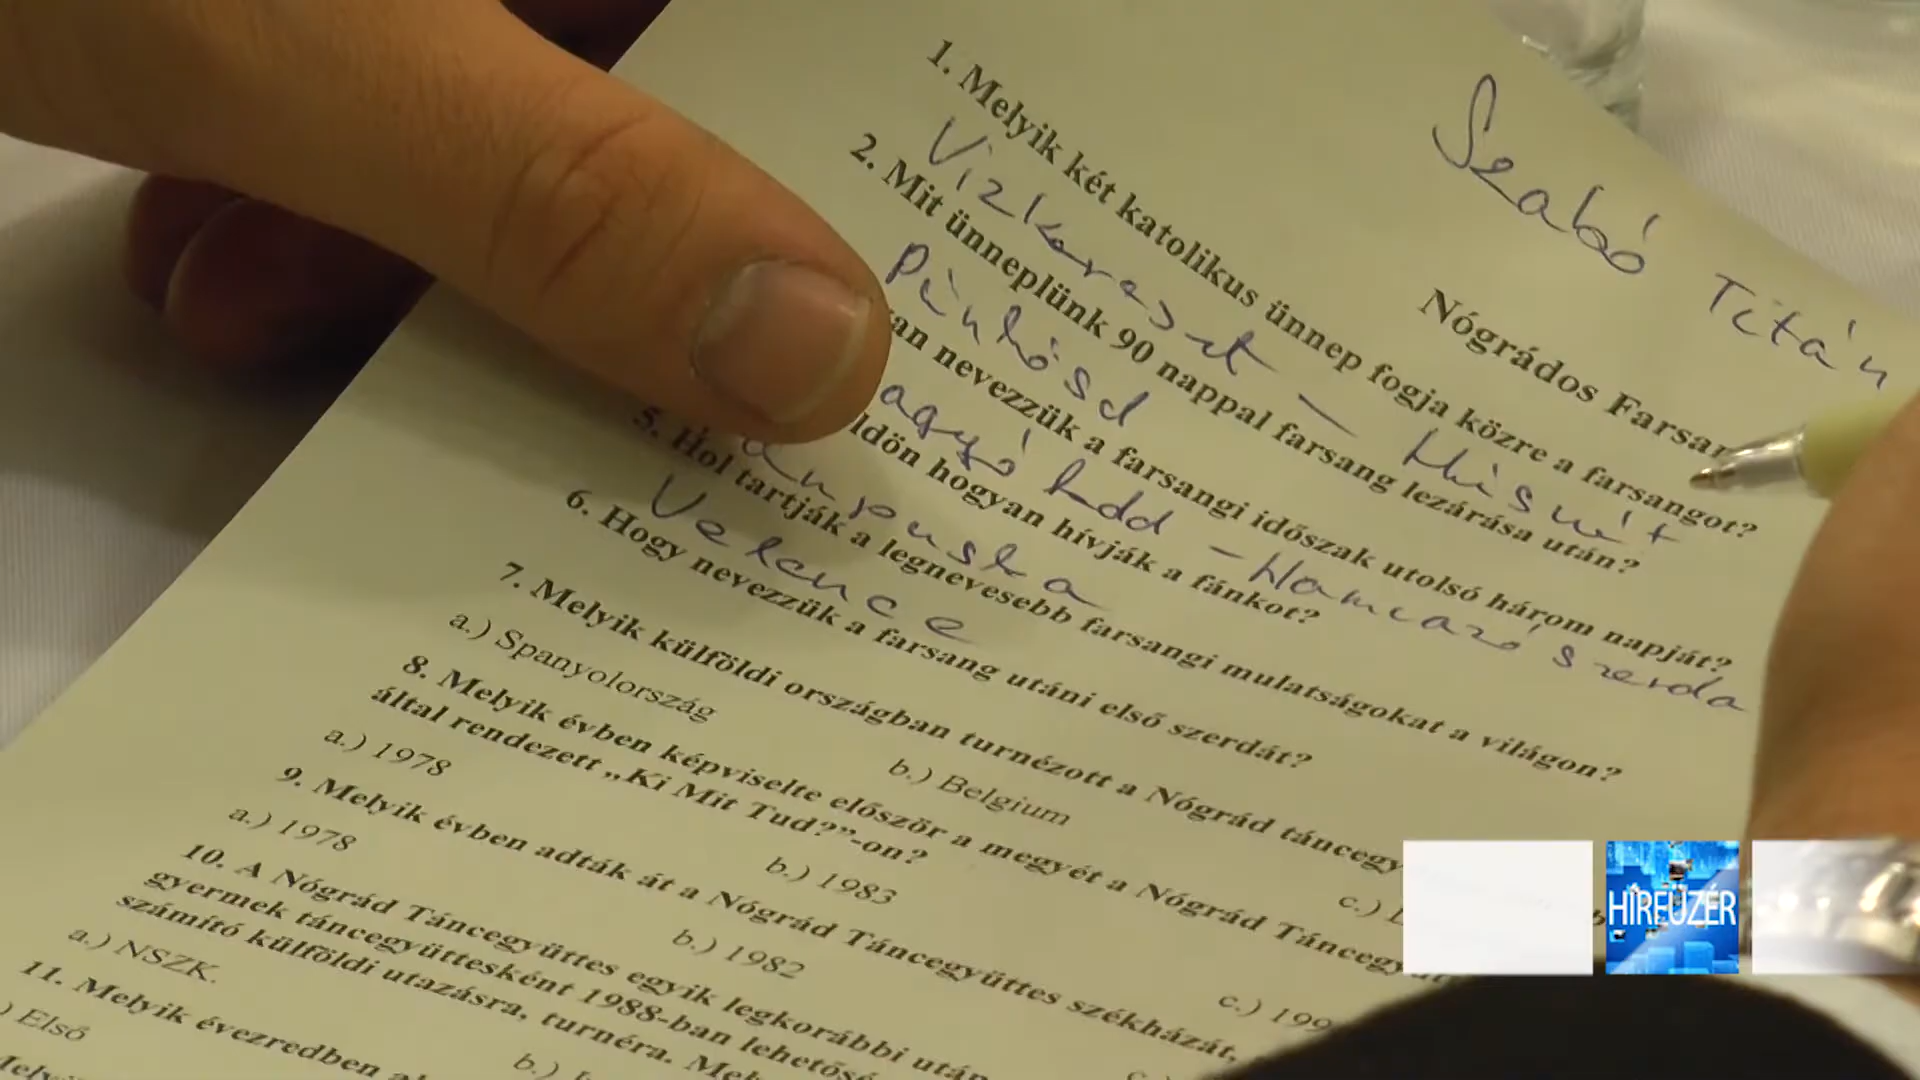 Szabó Titán
Nógrádos Farsan
1. Melyik két katolikus ünnep fogja közre a farsangot?
Vízkereszt - 
2. Mit ünneplünk 90 nappal farsang lezárása után?
Pünkösd
an nevezzük a farsangi időszak utolsó három napját?
agyó kedd - Hamvazó szerda
ldön hogyan hívják a fánkot?
5. Hol tartják a legnevesebb farsangi mulatságokat a világon?
Velence
6. Hogy nevezzük a farsang utáni első szerdát?
7. Melyik külföldi országban turnézott a Nógrád táncegy
a.) Spanyolország b.) Belgium c.)
8. Melyik évben képviselte először a megyét a Nógrád Táncegy
által rendezett „Ki Mit Tud?”-on?
a.) 1978 b.) 1983 c.) 199
9. Melyik évben adták át a Nógrád Táncegyüttes székházát,
a.) 1978 b.) 1982
10. A Nógrád Táncegyüttes egyik legkorábbi után
gyermek táncegyüttesként 1988-ban lehetősé
számító külföldi utazásra, turnéra. Mel
a.) NSZK. b.)
11. Melyik évezredben al
) Első
HÍREÜZÉR